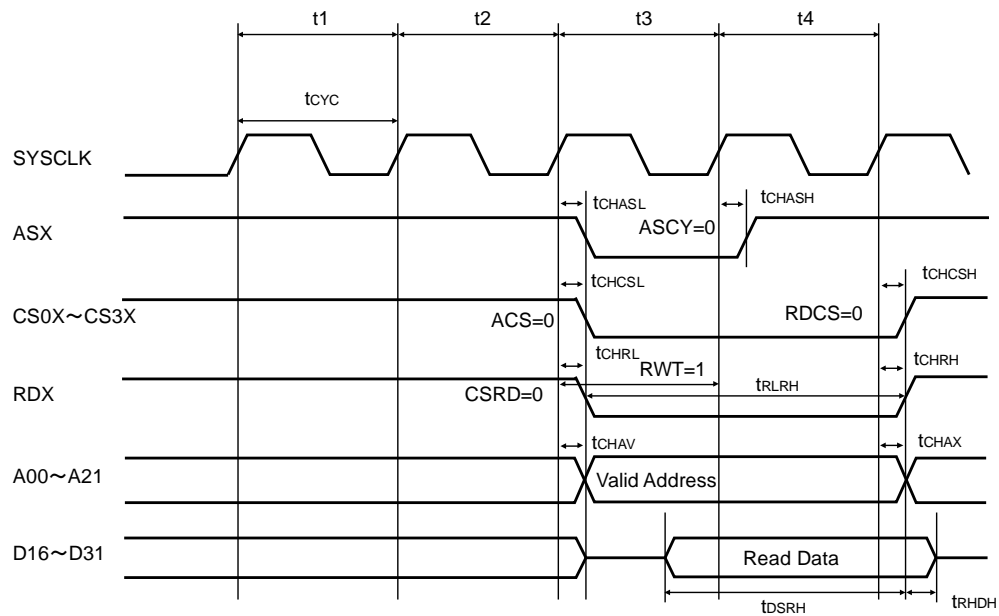 t1 t2 t3 t4
tCYC
SYSCLK
tCHASL tCHASH
ASX ASCY=0
tCHCSL tCHCSH
CS0X～CS3X ACS=0 RDCS=0
tCHRL tCHRH
RWT=1
RDX CSRD=0 tRLRH
tCHAV tCHAX
A00～A21 Valid Address
D16～D31 Read Data
tDSRH tRHDH